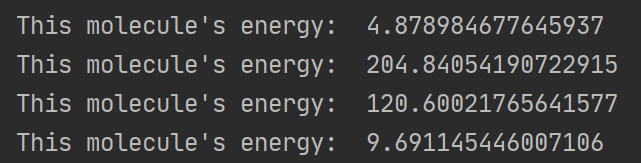 This molecule's energy:  4.878984677645937
This molecule's energy:  204.84054190722915
This molecule's energy:  120.60021765641577
This molecule's energy:  9.691145446007106